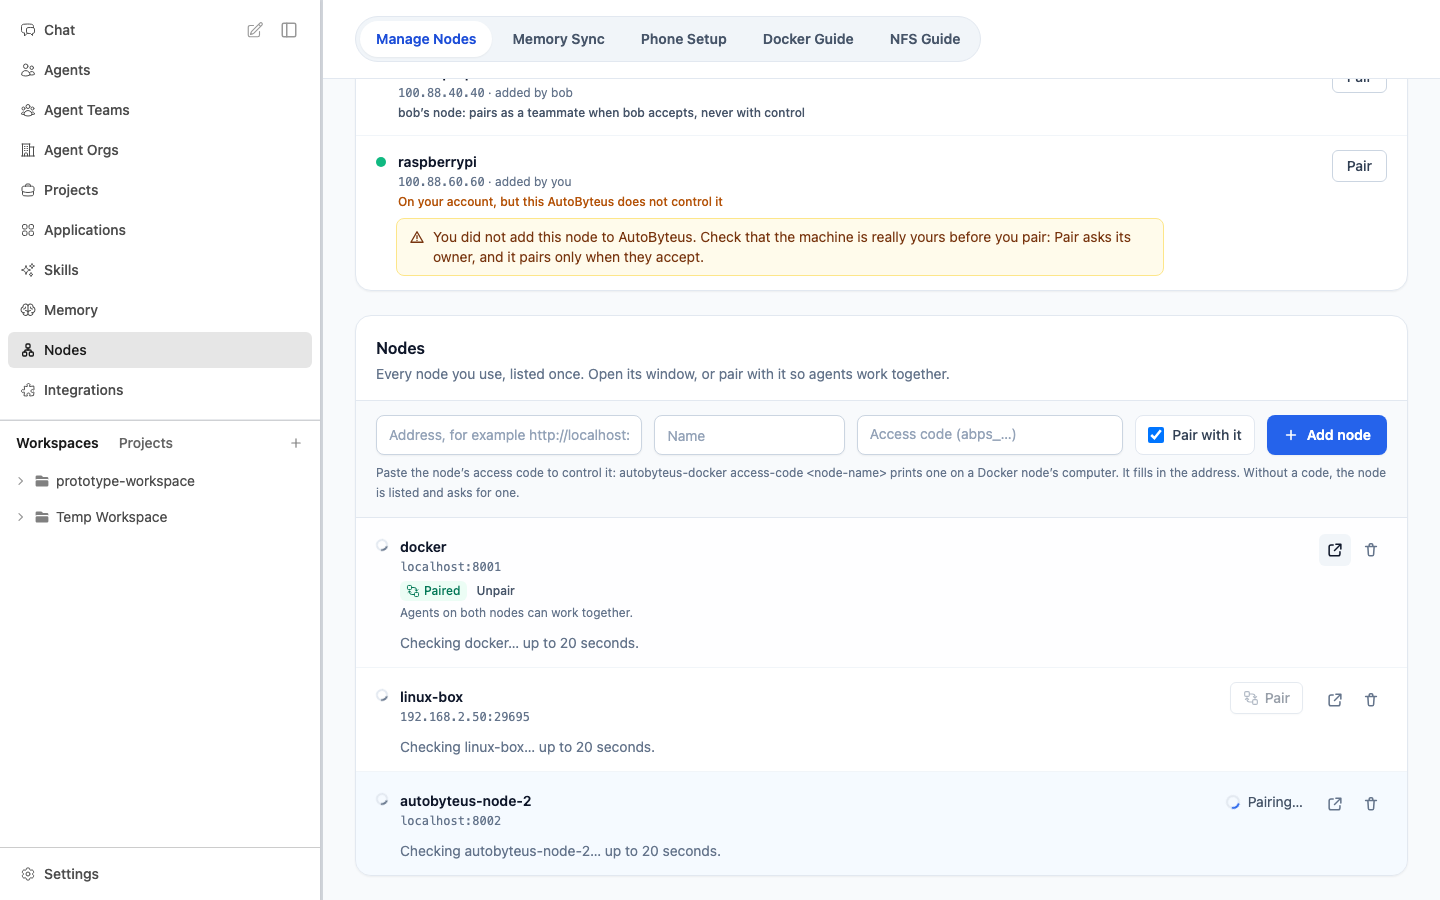 Chat
Agents
Agent Teams
Agent Orgs
Projects
Applications
Skills
Memory
Nodes
Integrations
Workspaces Projects
prototype-workspace
Temp Workspace
Settings
Manage Nodes Memory Sync Phone Setup Docker Guide NFS Guide
100.88.40.40 · added by bob
bob’s node: pairs as a teammate when bob accepts, never with control
raspberrypi
Pair
100.88.60.60 · added by you
On your account, but this AutoByteus does not control it
You did not add this node to AutoByteus. Check that the machine is really yours before you pair: Pair asks its
owner, and it pairs only when they accept.
Nodes
Every node you use, listed once. Open its window, or pair with it so agents work together.
Address, for example http://localhost: Name Access code (abps_…) Pair with it Add node
Paste the node’s access code to control it: autobyteus-docker access-code <node-name> prints one on a Docker node’s computer. It fills in the address. Without a code, the node
is listed and asks for one.
docker
localhost:8001
Paired Unpair
Agents on both nodes can work together.
Checking docker… up to 20 seconds.
linux-box
Pair
192.168.2.50:29695
Checking linux-box… up to 20 seconds.
autobyteus-node-2
Pairing…
localhost:8002
Checking autobyteus-node-2… up to 20 seconds.